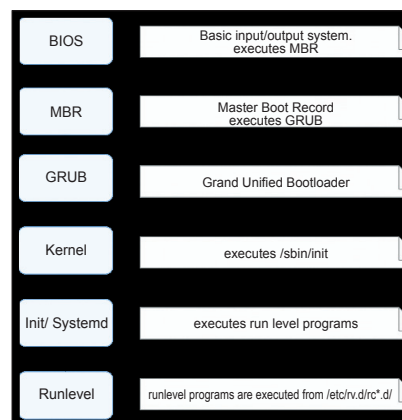 BIOS
Basic input/output system.
executes MBR
MBR
Master Boot Record
executes GRUB
GRUB
Grand Unified Bootloader
Kernel
executes /sbin/init
Init/ Systemd
executes run level programs
Runlevel
runlevel programs are executed from /etc/rv.d/rc*.d/